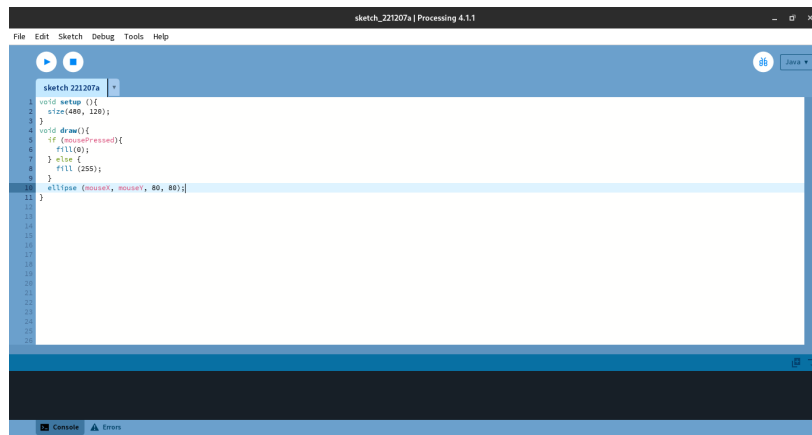 sketch_221207a | Processing 4.1.1
File Edit Sketch Debug Tools Help
Java
sketch 221207a
1 void setup (){
2 size(480, 120);
3 }
4 void draw(){
5 if (mousePressed){
6 fill(0);
7 } else {
8 fill (255);
9 }
10 ellipse (mouseX, mouseY, 80, 80);
11 }
12
13
14
15
16
17
18
19
20
21
22
23
24
25
26
Console Errors